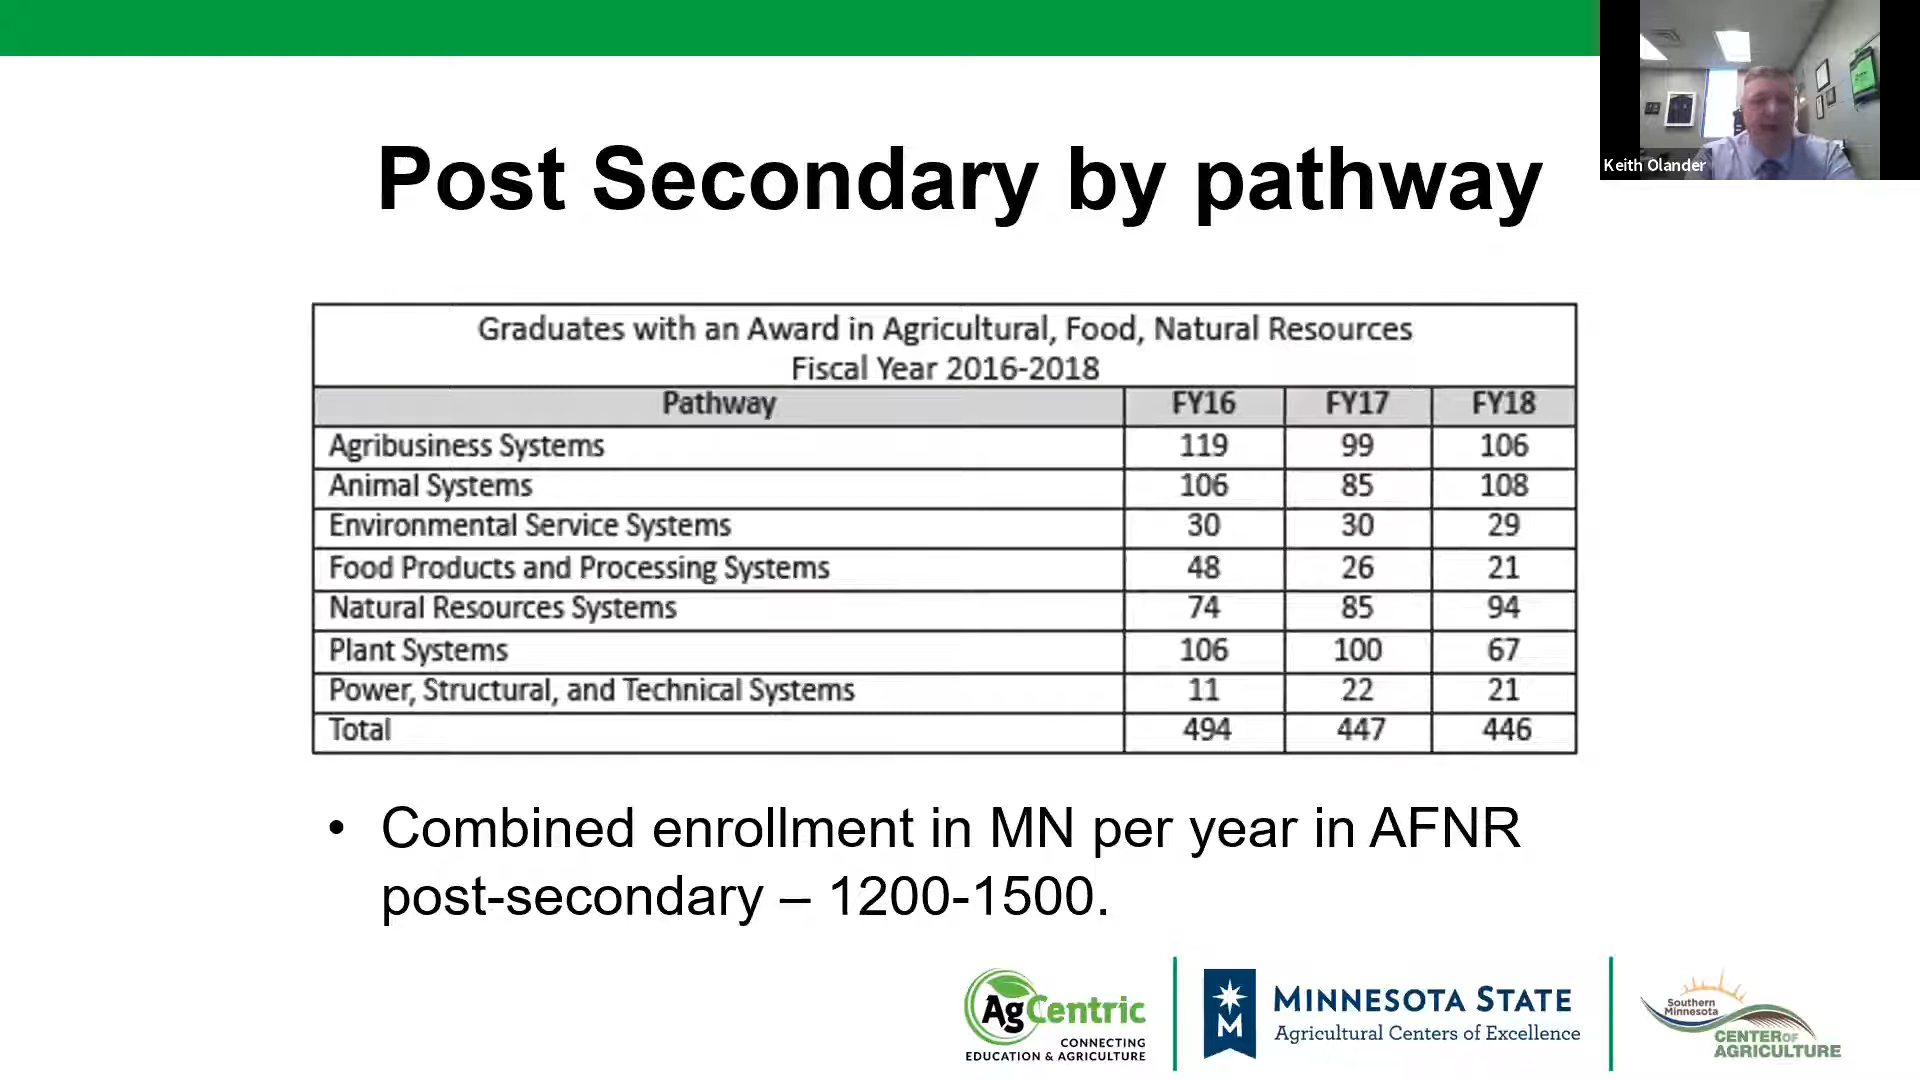 Keith Olander
Post Secondary by pathway
Graduates with an Award in Agricultural, Food, Natural Resources
Fiscal Year 2016-2018
Pathway FY16 FY17 FY18
Agribusiness Systems 119 99 106
Animal Systems 106 85 108
Environmental Service Systems 30 30 29
Food Products and Processing Systems 48 26 21
Natural Resources Systems 74 85 94
Plant Systems 106 100 67
Power, Structural, and Technical Systems 11 22 21
Total 494 447 446
• Combined enrollment in MN per year in AFNR
post-secondary – 1200-1500.
AgCentric
CONNECTING
EDUCATION & AGRICULTURE
M
MINNESOTA STATE
Agricultural Centers of Excellence
Southern
Minnesota
CENTER OF
AGRICULTURE